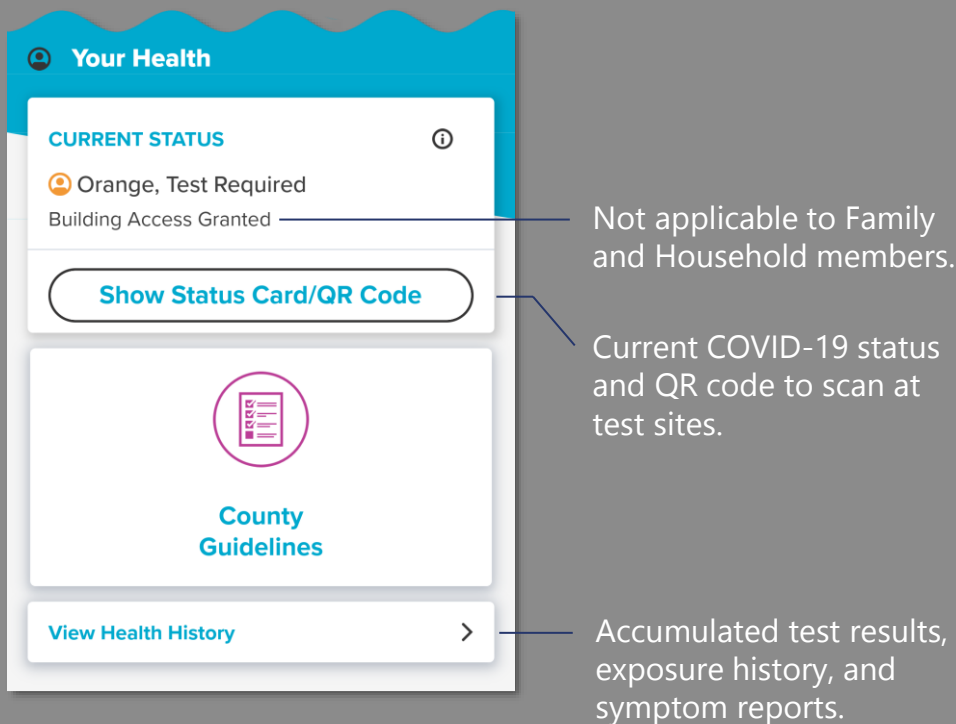 Your Health
CURRENT STATUS
Orange, Test Required
Building Access Granted
Not applicable to Family
and Household members.
Show Status Card/QR Code
Current COVID-19 status
and QR code to scan at
test sites.
County
Guidelines
View Health History
Accumulated test results,
exposure history, and
symptom reports.